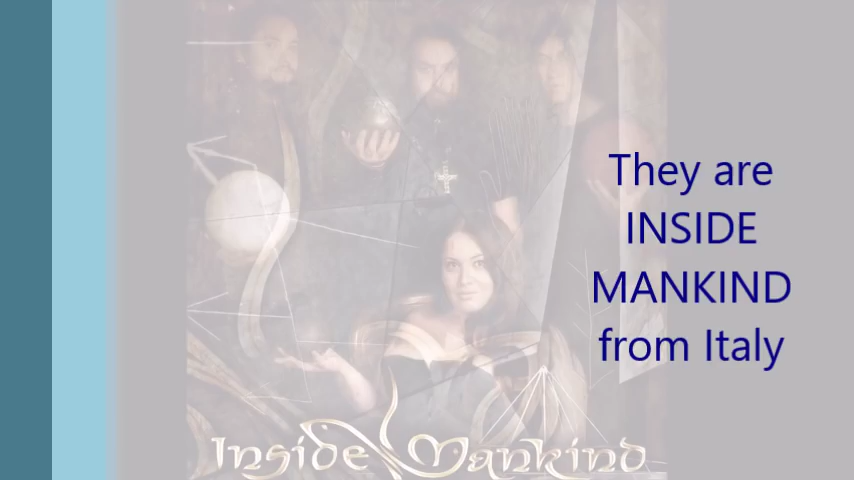 They are
INSIDE
MANKIND
from Italy
Inside Mankind